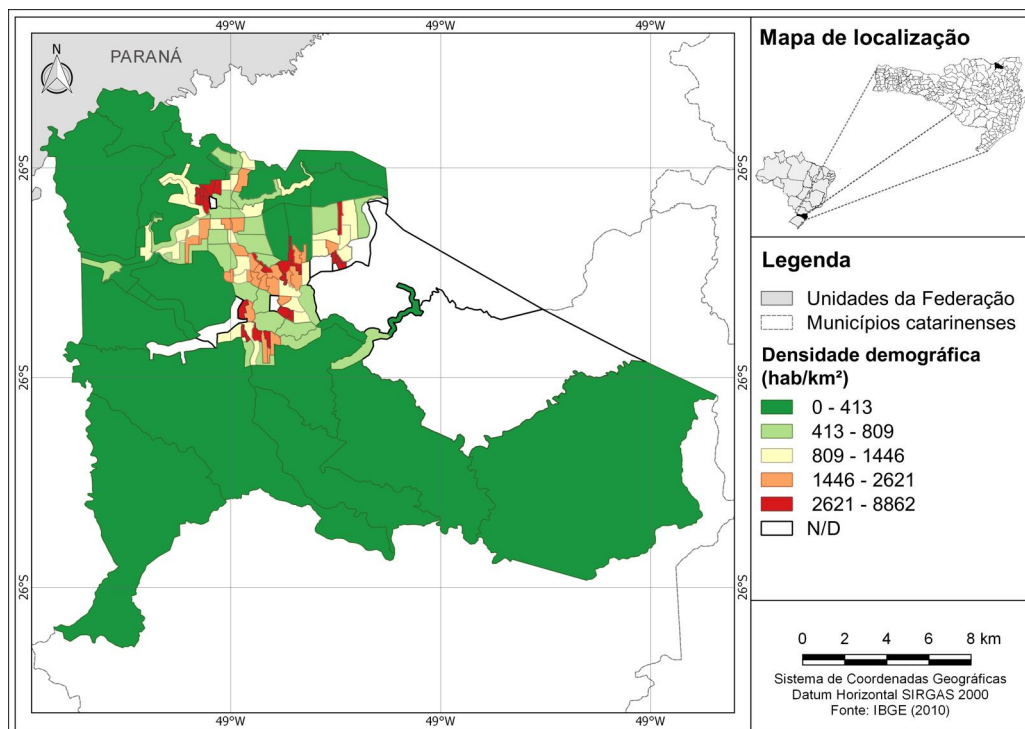 49°W 49°W 49°W
N
PARANÁ
26°S 26°S
26°S 26°S
26°S 26°S
49°W 49°W 49°W
Mapa de localização
Legenda
Unidades da Federação
Municípios catarinenses
Densidade demográfica
(hab/km²)
0 - 413
413 - 809
809 - 1446
1446 - 2621
2621 - 8862
N/D
0 2 4 6 8 km
Sistema de Coordenadas Geográficas
Datum Horizontal SIRGAS 2000
Fonte: IBGE (2010)